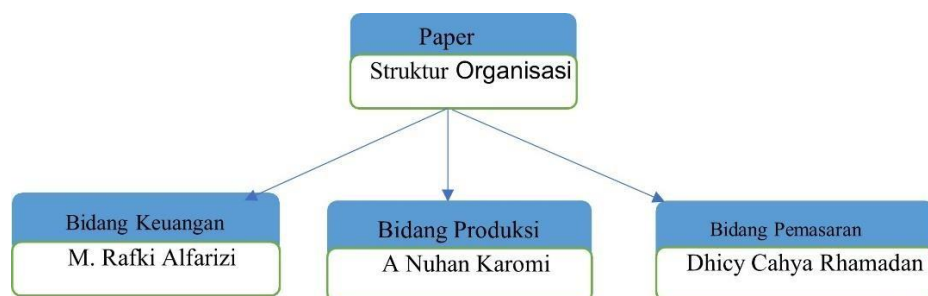 Paper
Struktur Organisasi
Bidang Keuangan
M. Rafki Alfarizi
Bidang Produksi
A Nuhan Karomi
Bidang Pemasaran
Dhicy Cahya Rhamadan